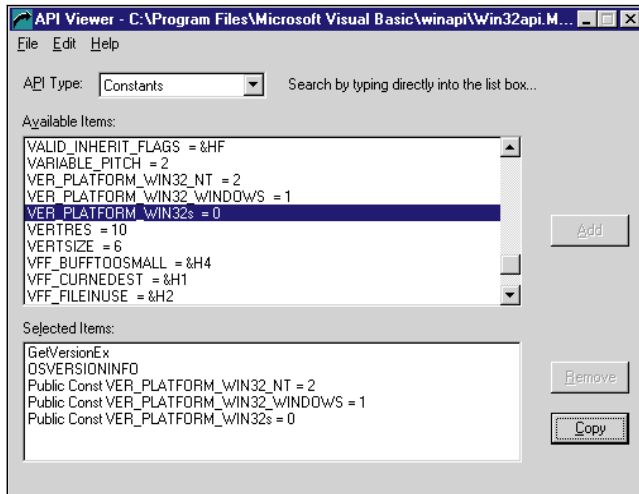 API Viewer - C:\Program Files\Microsoft Visual Basic\winapi\Win32api.M...
File Edit Help
API Type: Constants Search by typing directly into the list box...
Available Items:
VALID_INHERIT_FLAGS = &HF
VARIABLE_PITCH = 2
VER_PLATFORM_WIN32_NT = 2
VER_PLATFORM_WIN32_WINDOWS = 1
VER_PLATFORM_WIN32s = 0
VERTRES = 10
VERTSIZE = 6
VFF_BUFFTOOSMALL = &H4
VFF_CURNEDEST = &H1
VFF_FILEINUSE = &H2
Add
Selected Items:
GetVersionEx
OSVERSIONINFO
Public Const VER_PLATFORM_WIN32_NT = 2
Public Const VER_PLATFORM_WIN32_WINDOWS = 1
Public Const VER_PLATFORM_WIN32s = 0
Remove
Copy